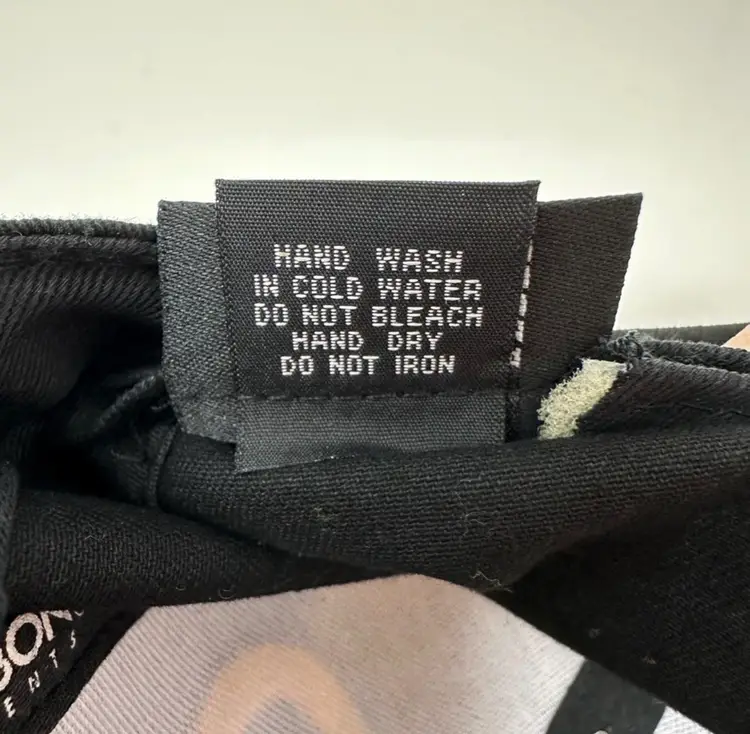 HAND WASH
IN COLD WATER
DO NOT BLEACH
HAND DRY
DO NOT IRON